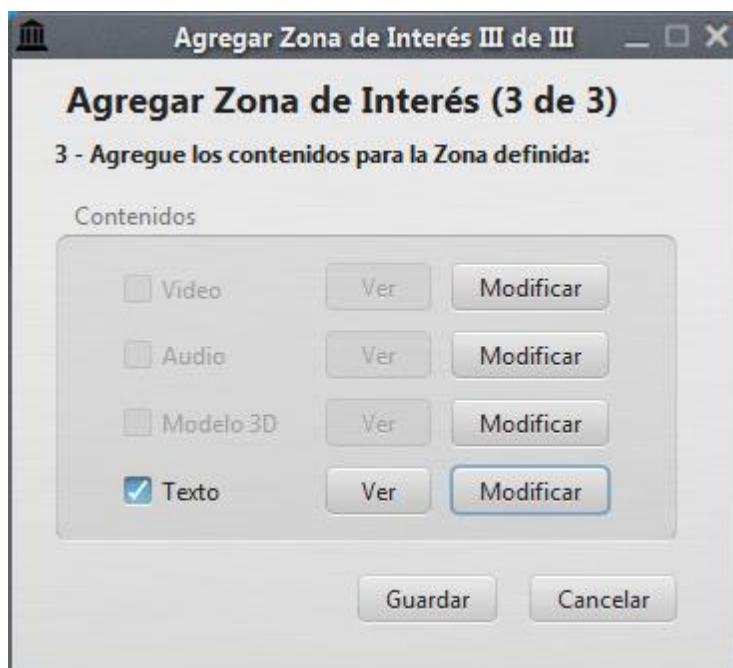 Agregar Zona de Interés III de III
Agregar Zona de Interés (3 de 3)
3 - Agregue los contenidos para la Zona definida:
Contenidos
Video Ver Modificar
Audio Ver Modificar
Modelo 3D Ver Modificar
Texto Ver Modificar
Guardar Cancelar